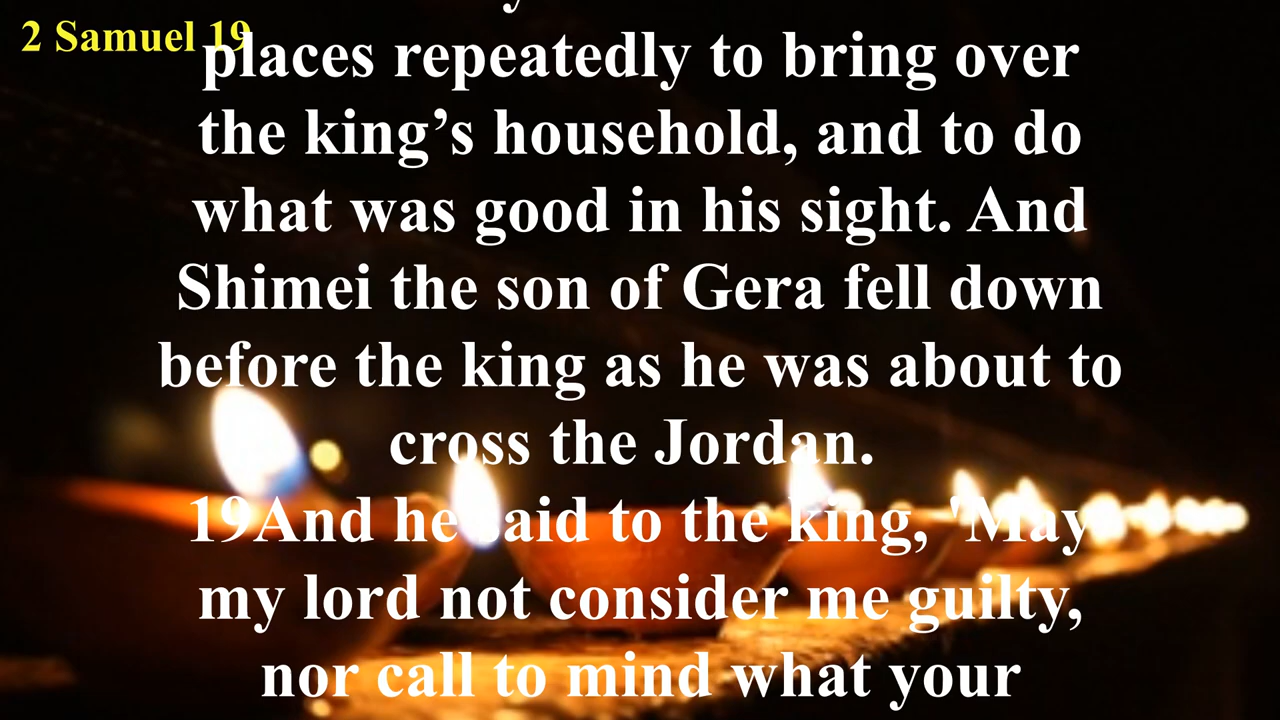 2 Samuel 19
places repeatedly to bring over
the king’s household, and to do
what was good in his sight. And
Shimei the son of Gera fell down
before the king as he was about to
cross the Jordan.
19And he said to the king, "May
my lord not consider me guilty,
nor call to mind what your